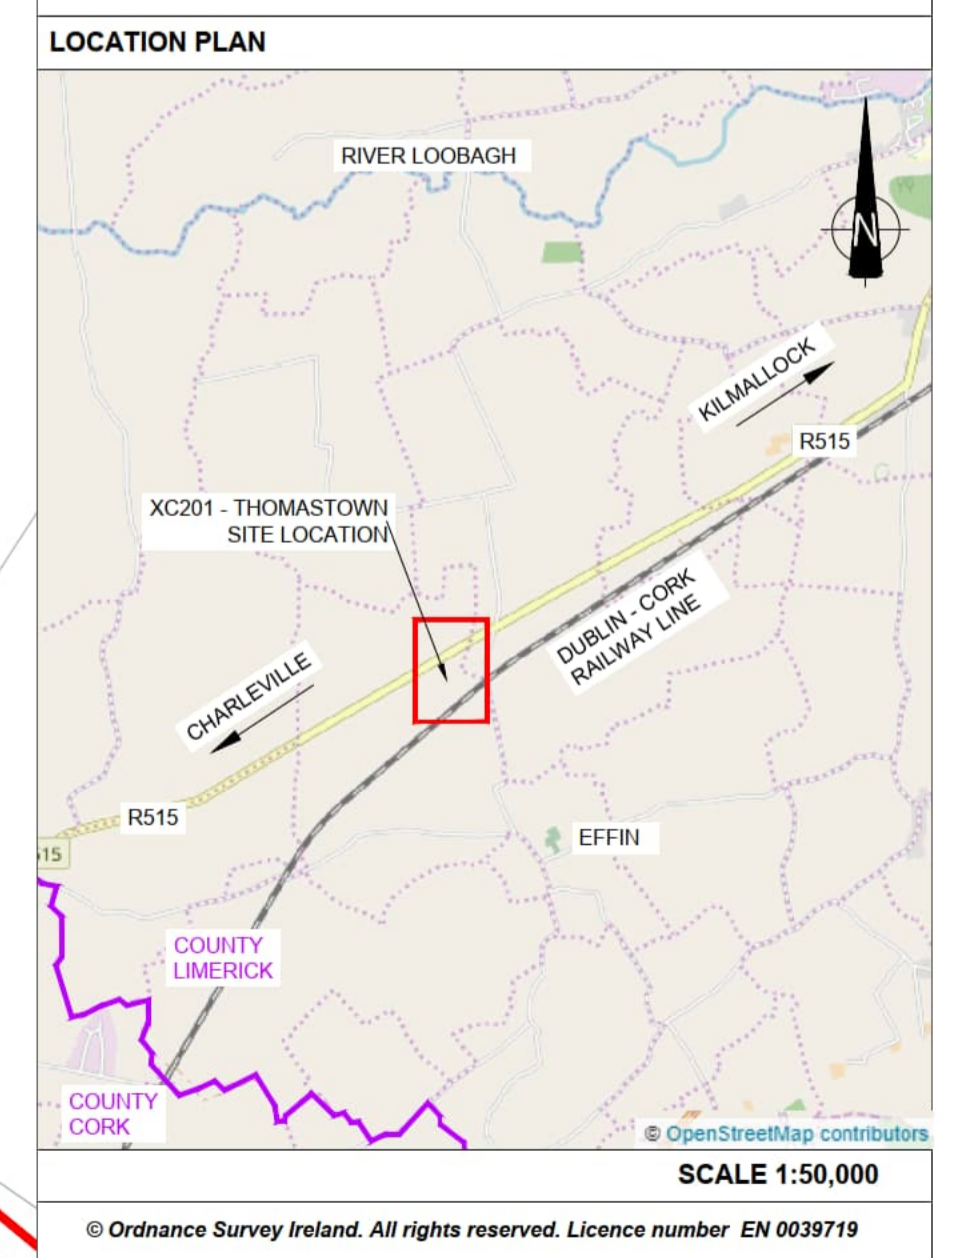 LOCATION PLAN
RIVER LOOBAGH
N
KILMALLOCK
R515
XC201 - THOMASTOWN
SITE LOCATION
DUBLIN - CORK
RAILWAY LINE
CHARLEVILLE
R515
515
EFFIN
COUNTY
LIMERICK
COUNTY
CORK
© OpenStreetMap contributors
SCALE 1:50,000
© Ordnance Survey Ireland. All rights reserved. Licence number EN 0039719